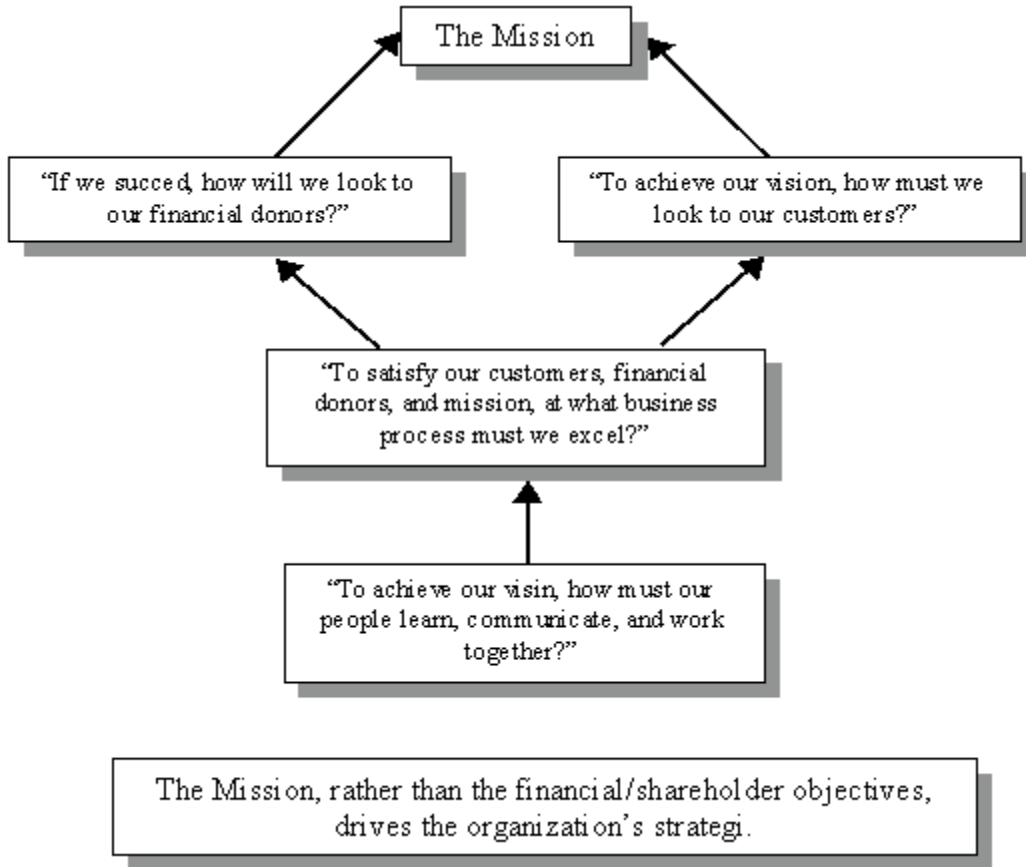 The Mission
“If we succed, how will we look to
our financial donors?”
“To achieve our vision, how must we
look to our customers?”
“To satisfy our customers, financial
donors, and mission, at what business
process must we excel?”
“To achieve our visin, how must our
people learn, communicate, and work
together?”
The Mission, rather than the financial/shareholder objectives,
drives the organization’s strategi.